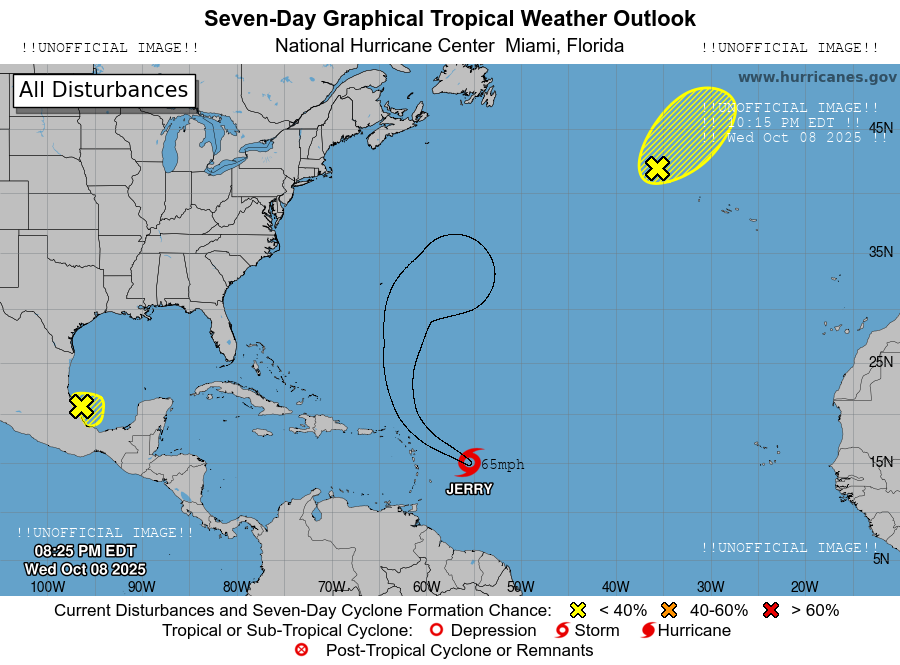 Seven-Day Graphical Tropical Weather Outlook
!!UNOFFICIAL IMAGE!!
National Hurricane Center  Miami, Florida
!!UNOFFICIAL IMAGE!!
All Disturbances
www.hurricanes.gov
!!UNOFFICIAL IMAGE!!
!! 10:15 PM EDT !!
!! Wed Oct 08 2025 !!
45N
35N
25N
15N
65mph
JERRY
!!UNOFFICIAL IMAGE!!
!!UNOFFICIAL IMAGE!!
08:25 PM EDT
Wed Oct 08 2025
5N
100W 90W 80W 70W 60W 50W 40W 30W 20W
Current Disturbances and Seven-Day Cyclone Formation Chance: < 40% 40-60% > 60%
Tropical or Sub-Tropical Cyclone: Depression Storm Hurricane
Post-Tropical Cyclone or Remnants